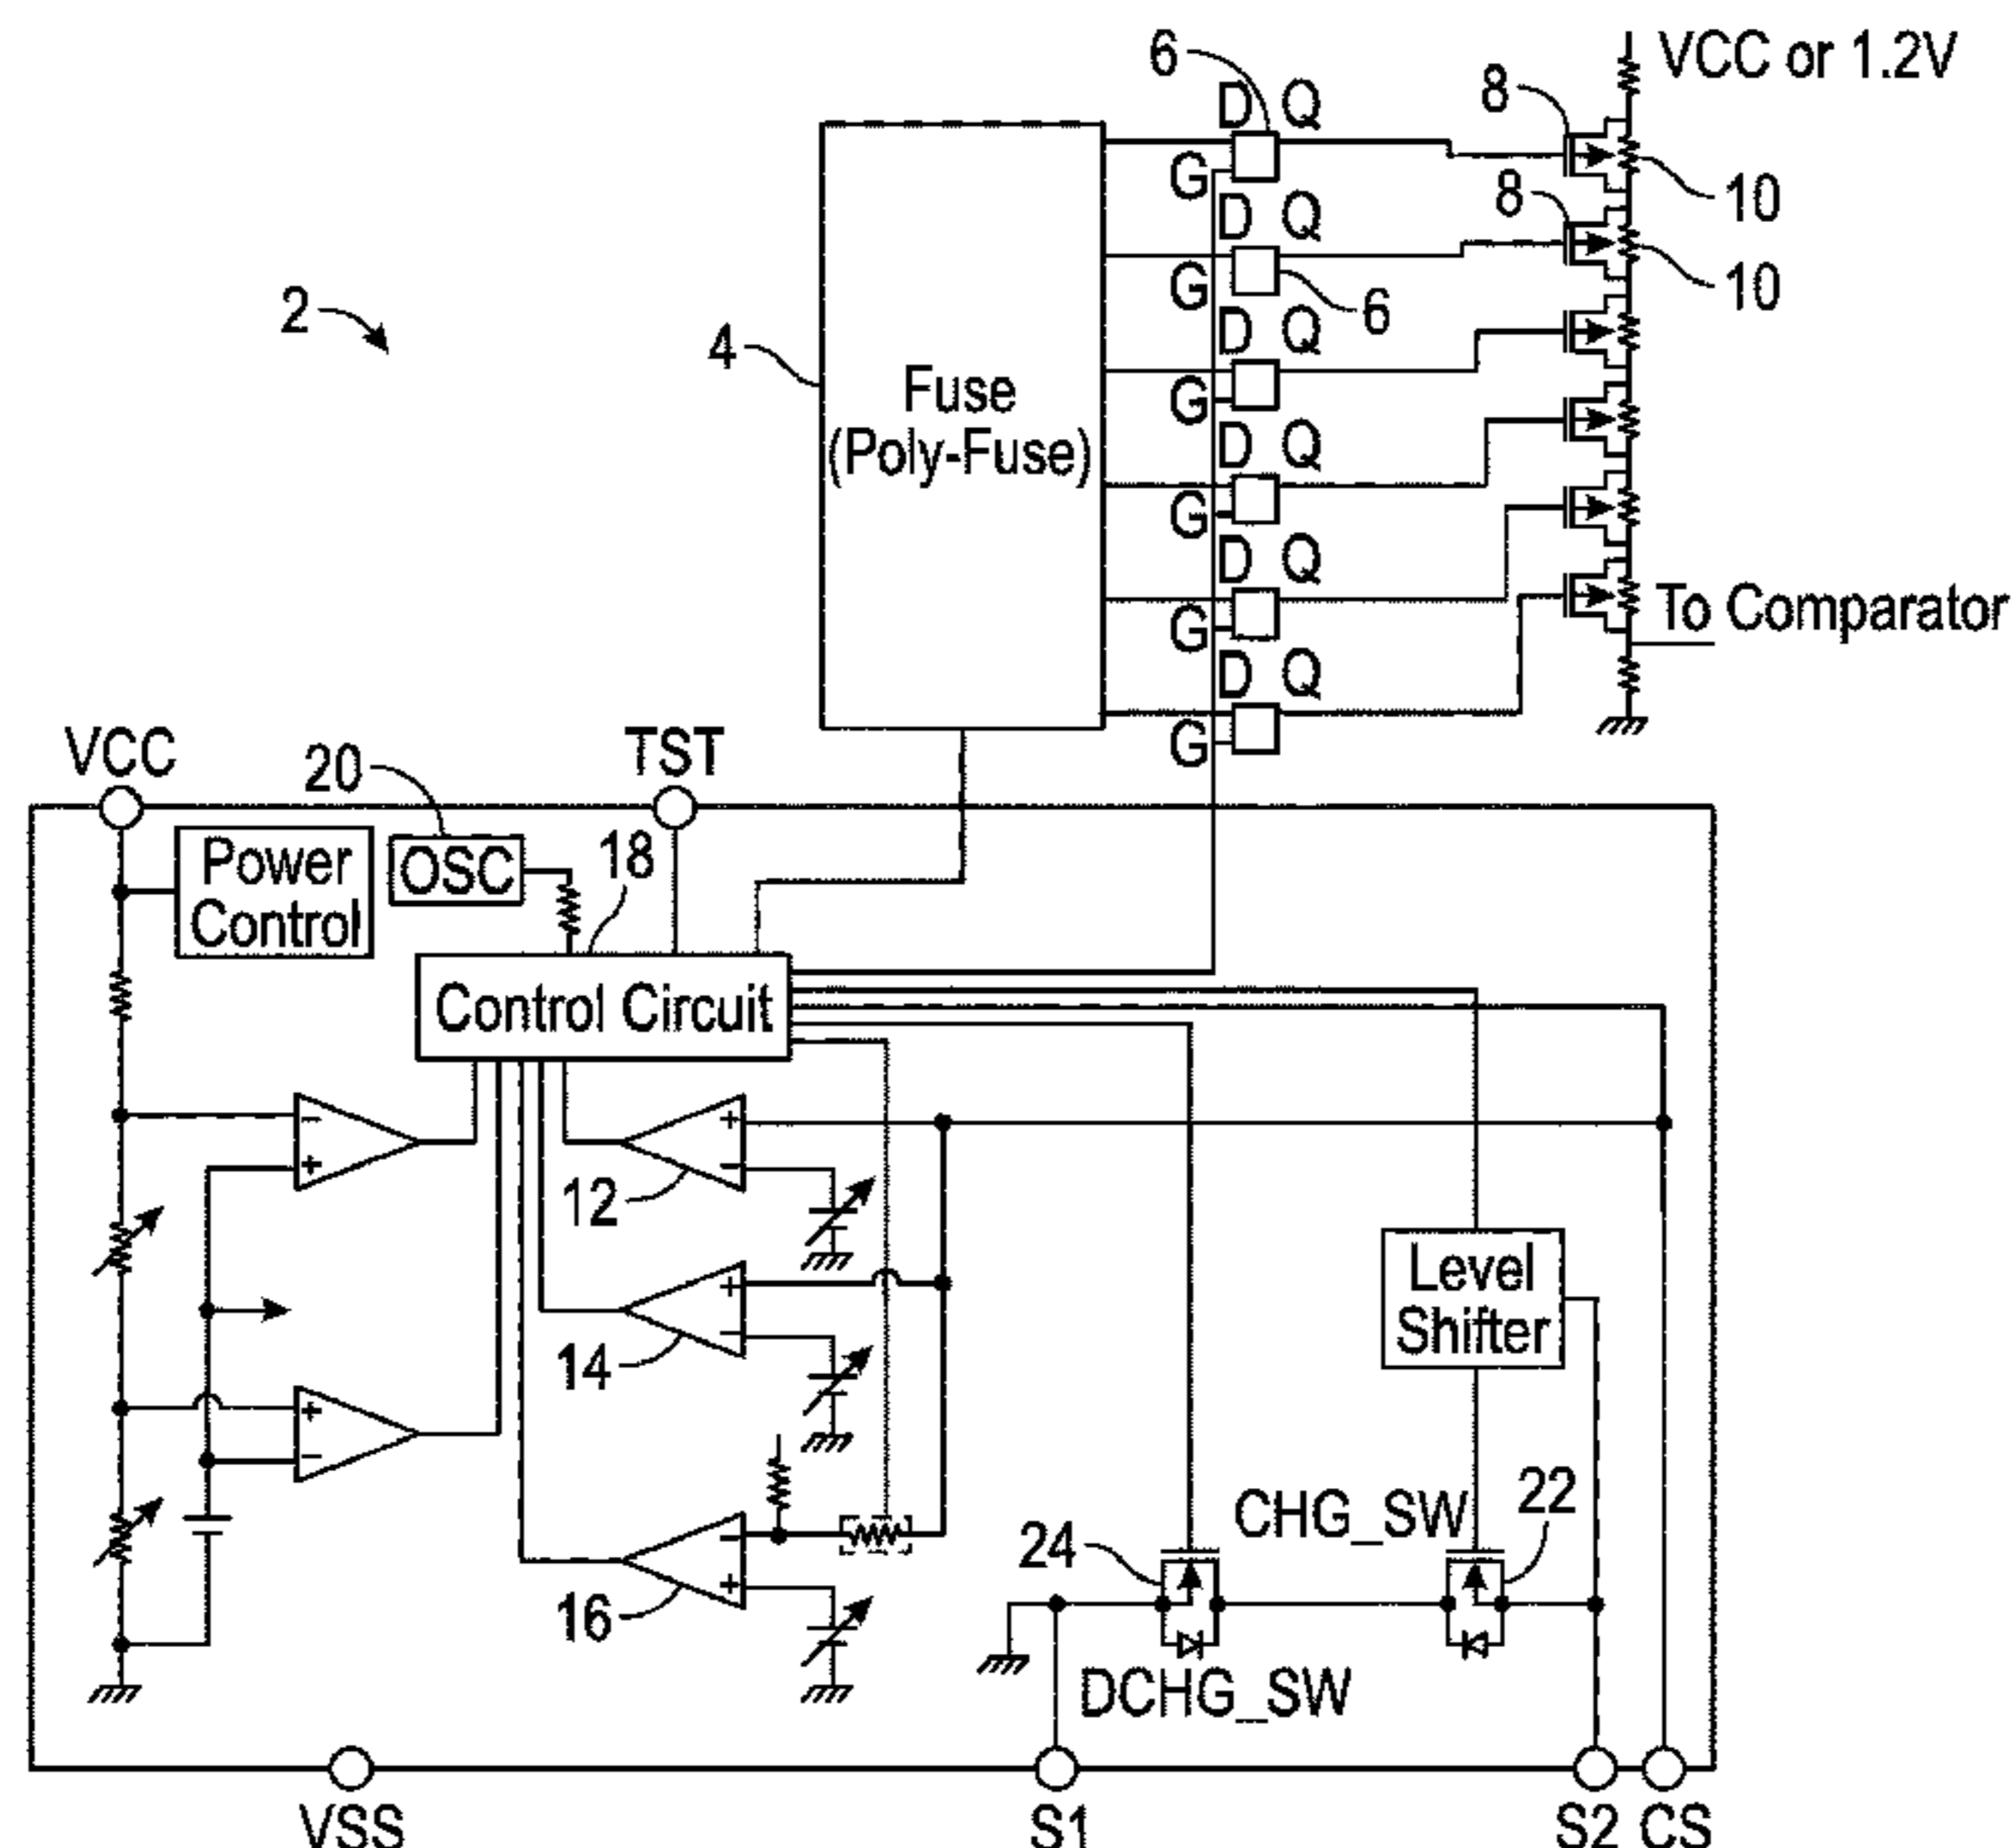 6
D Q
VCC or 1.2V
8
G
10
D Q
8
G
10
2
6
D Q
4
Fuse
(Poly-Fuse)
G
D Q
G
D Q
G
To Comparator
D Q
G
VCC
20
TST
Power
Control
OSC
18
Control Circuit
-
+
+
-
12
+
-
14
Level
Shifter
+
-
-
+
16
CHG_SW
22
24
DCHG_SW
VSS
S1
S2
CS